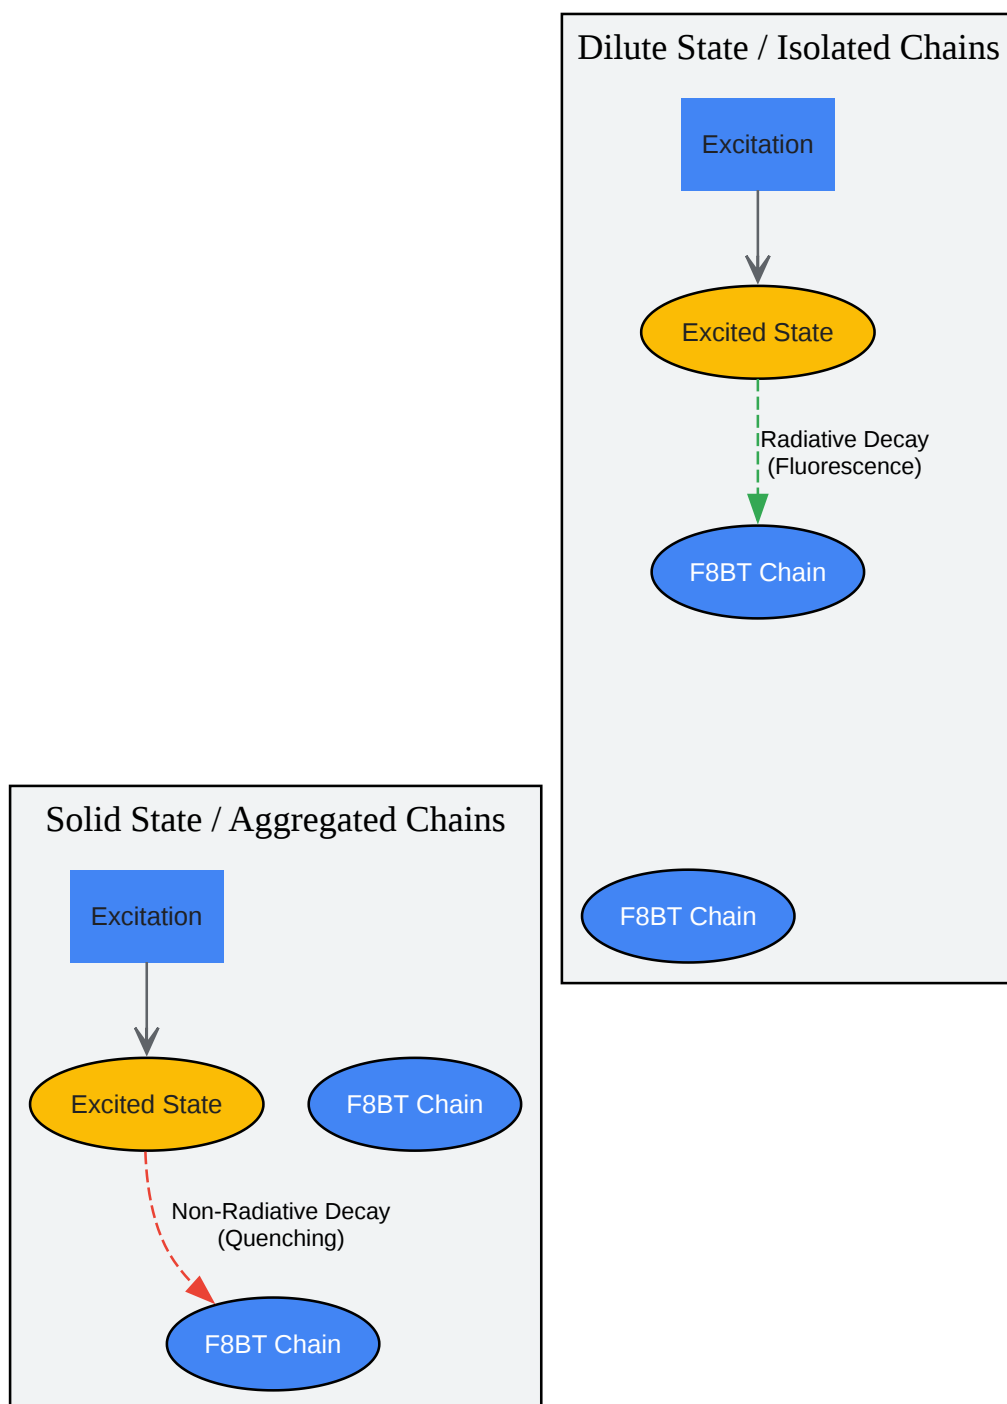 Dilute State / Isolated Chains
Excitation
Excited State
Radiative Decay
(Fluorescence)
F8BT Chain
F8BT Chain
Solid State / Aggregated Chains
Excitation
Excited State
F8BT Chain
Non-Radiative Decay
(Quenching)
F8BT Chain